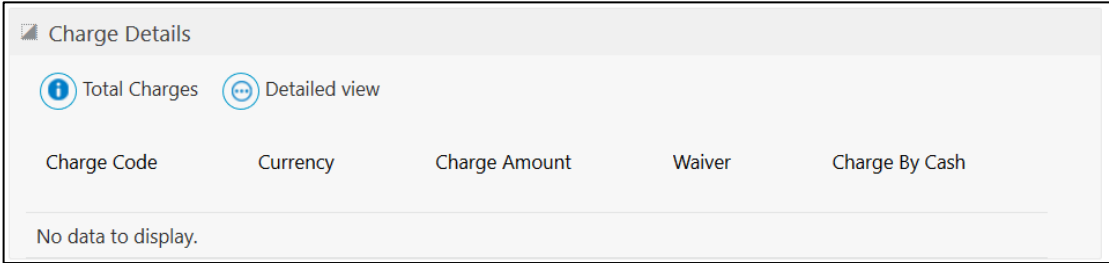 Charge Details
Total Charges Detailed view
Charge Code Currency Charge Amount Waiver Charge By Cash
No data to display.